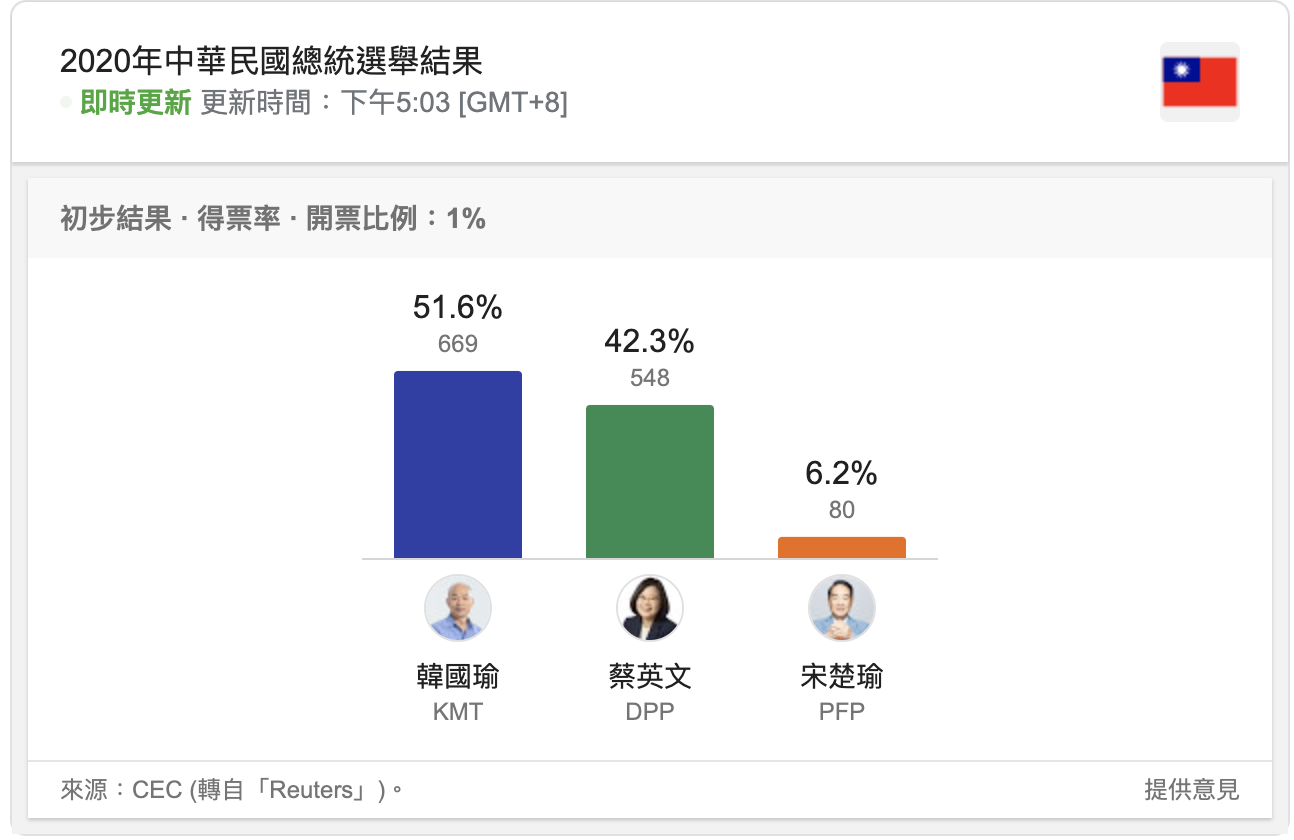 2020年中華民國總統選舉結果
即時更新 更新時間：下午5:03 [GMT+8]
初步結果 · 得票率 · 開票比例：1%
51.6%
669
42.3%
548
6.2%
80
韓國瑜
KMT
蔡英文
DPP
宋楚瑜
PFP
來源：CEC (轉自「Reuters」)。
提供意見